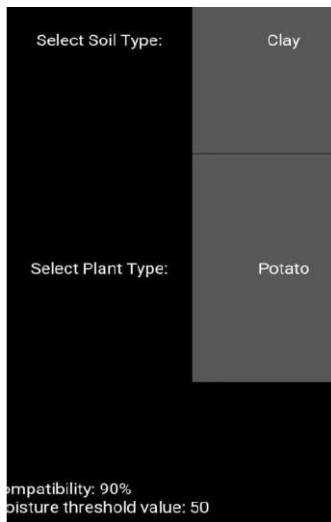 Select Soil Type: Clay
Select Plant Type: Potato
ompatibility: 90%
oisture threshold value: 50